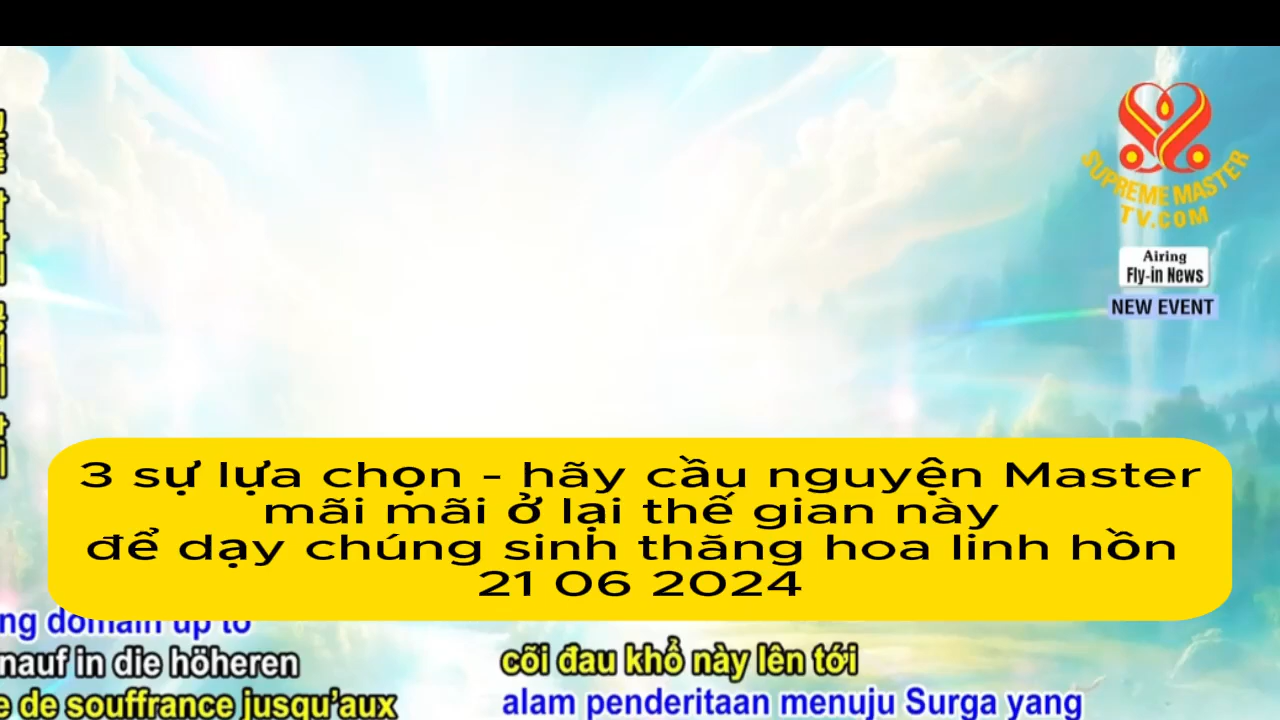 SUPREME MASTER
TV.COM
Airing
Fly-in News
NEW EVENT
3 sự lựa chọn - hãy cầu nguyện Master
mãi mãi ở lại thế gian này
để dạy chúng sinh thăng hoa linh hồn
21 06 2024
domain up to
in die höheren
de souffrance jusqu'aux
cõi đau khổ này lên tới
alam penderitaan menuju Surga yang